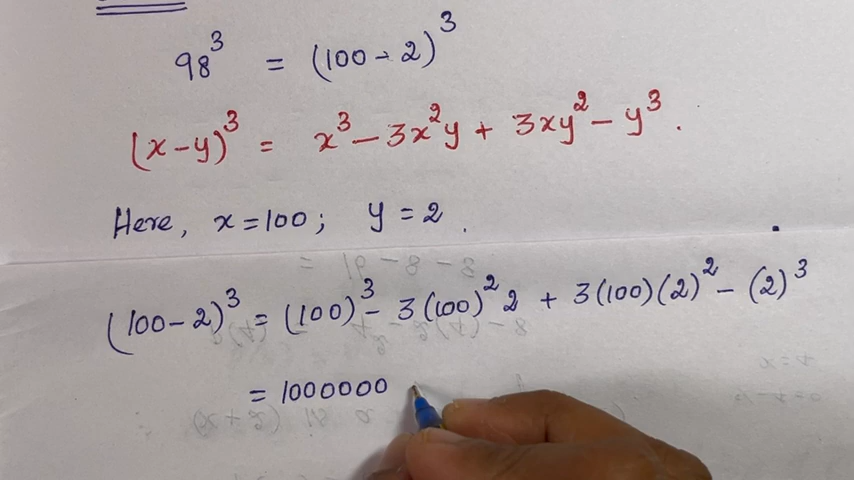 98³ = (100 - 2)³
(x - y)³ = x³ - 3x²y + 3xy² - y³.
Here, x = 100; y = 2.
(100 - 2)³ = (100)³ - 3(100)² 2 + 3(100)(2)² - (2)³
= 1000000